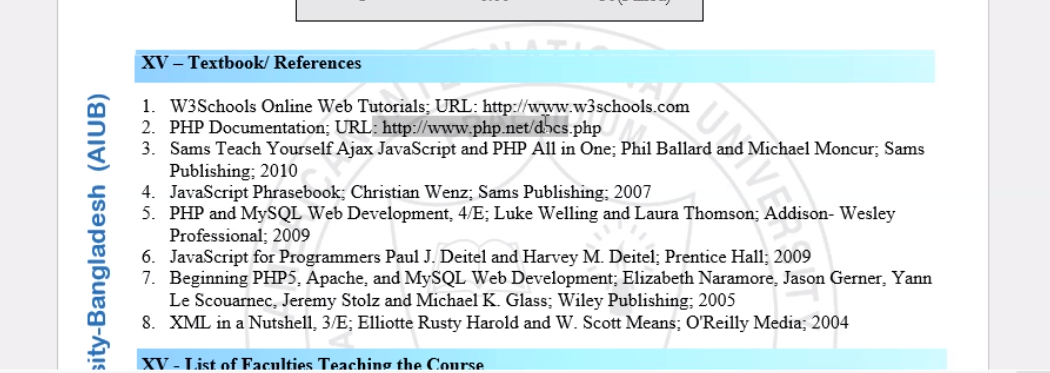 XV – Textbook/ References
1. W3Schools Online Web Tutorials; URL: http://www.w3schools.com
2. PHP Documentation; URL: http://www.php.net/docs.php
3. Sams Teach Yourself Ajax JavaScript and PHP All in One; Phil Ballard and Michael Moncur; Sams
Publishing; 2010
4. JavaScript Phrasebook; Christian Wenz; Sams Publishing; 2007
5. PHP and MySQL Web Development, 4/E; Luke Welling and Laura Thomson; Addison- Wesley
Professional; 2009
6. JavaScript for Programmers Paul J. Deitel and Harvey M. Deitel; Prentice Hall; 2009
7. Beginning PHP5, Apache, and MySQL Web Development; Elizabeth Naramore, Jason Gerner, Yann
Le Scouarnec, Jeremy Stolz and Michael K. Glass; Wiley Publishing; 2005
8. XML in a Nutshell, 3/E; Elliotte Rusty Harold and W. Scott Means; O'Reilly Media; 2004
XV - List of Faculties Teaching the Course
sity-Bangladesh (AIUB)